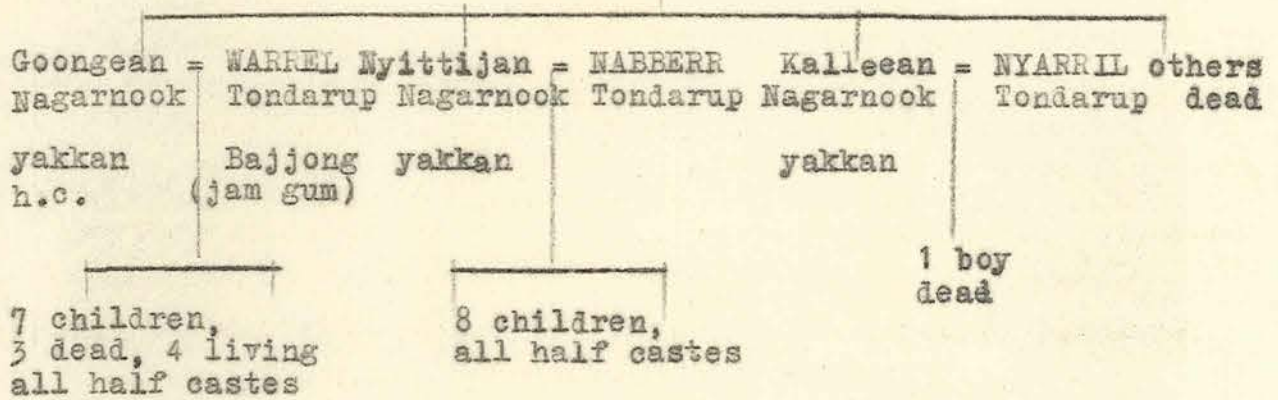 Goongean = WARREL Nyittijan = NABBERR Kalleean = NYARRIL others
Nagarnook Tondarup Nagarnook Tondarup Nagarnook Tondarup dead
yakkan Bajjong yakkan yakkan
h.c. (jam gum)
1 boy
dead
7 children, 8 children,
3 dead, 4 living all half castes
all half castes